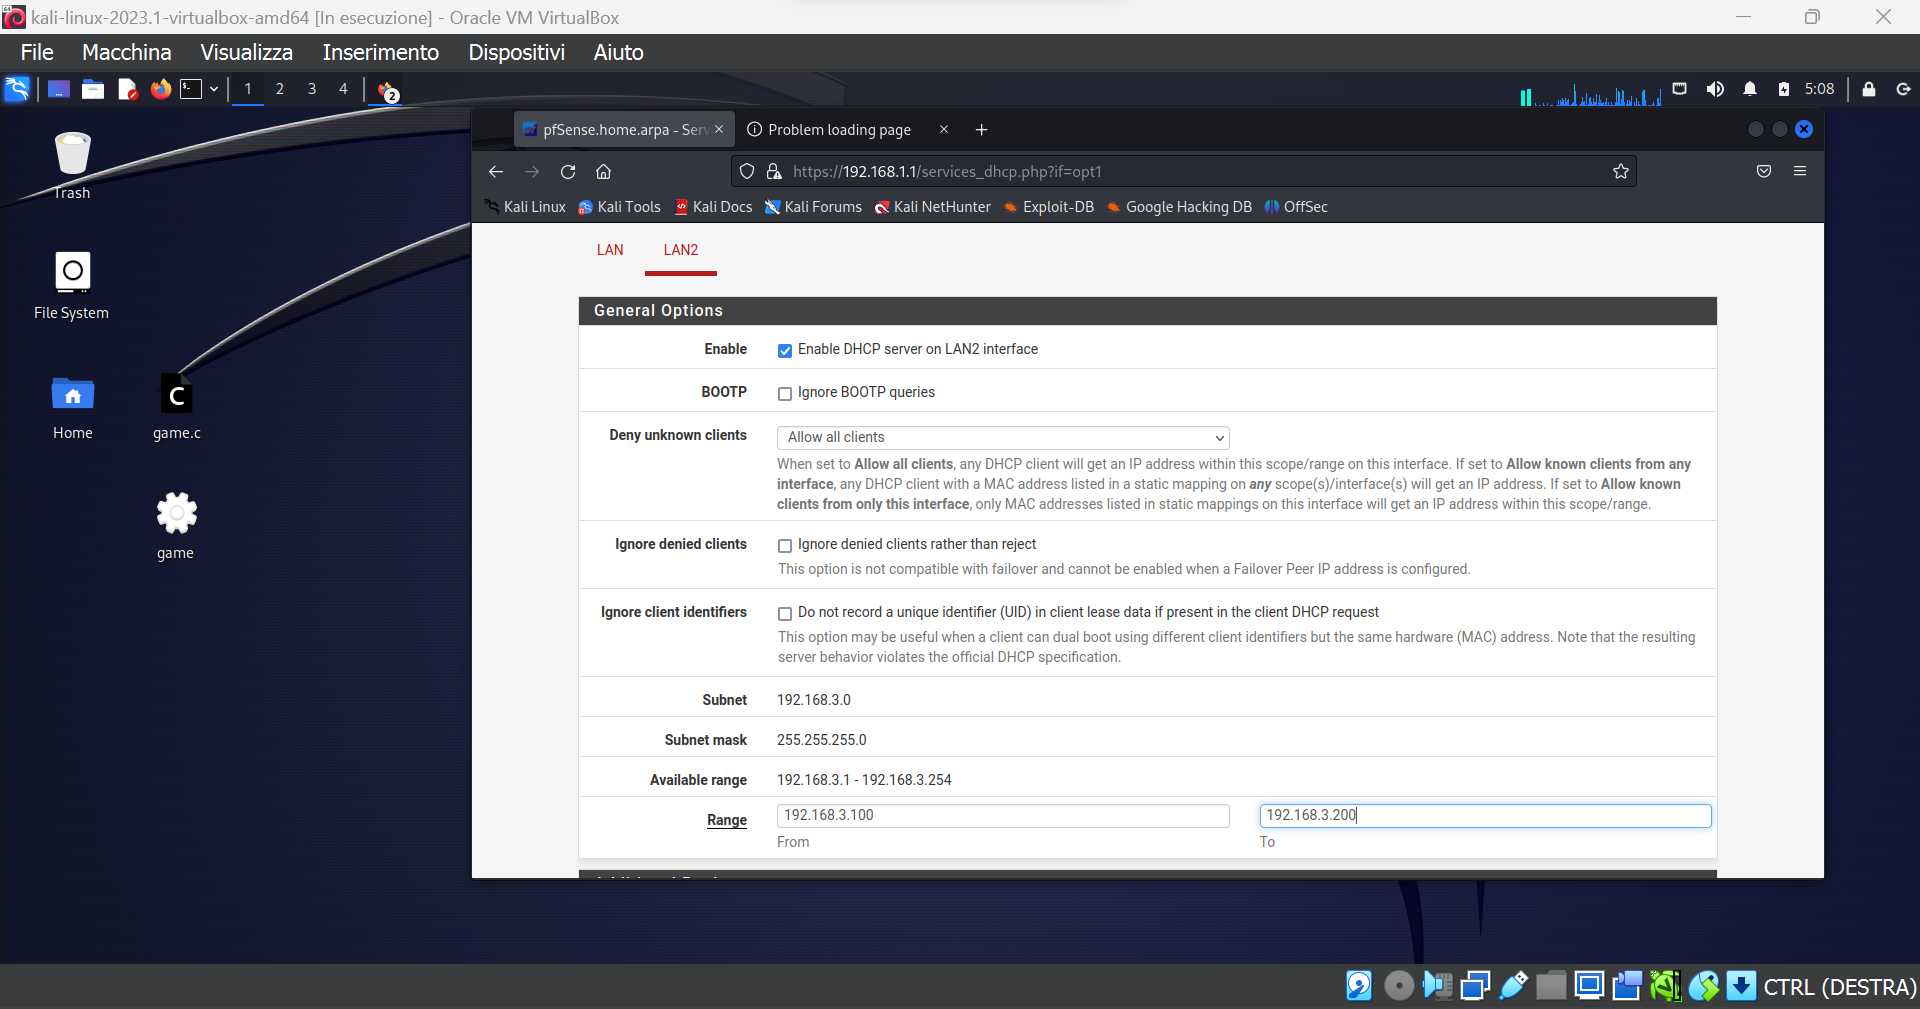 kali-linux-2023.1-virtualbox-amd64 [In esecuzione] - Oracle VM VirtualBox
File Macchina Visualizza Inserimento Dispositivi Aiuto
1 2 3 4 2 5:08
pfSense.home.arpa - Serv Problem loading page
https://192.168.1.1/services_dhcp.php?if=opt1
Kali Linux Kali Tools Kali Docs Kali Forums Kali NetHunter Exploit-DB Google Hacking DB OffSec
Trash
File System
Home
C
game.c
game
LAN LAN2
General Options
Enable Enable DHCP server on LAN2 interface
BOOTP Ignore BOOTP queries
Deny unknown clients Allow all clients
When set to Allow all clients, any DHCP client will get an IP address within this scope/range on this interface. If set to Allow known clients from any
interface, any DHCP client with a MAC address listed in a static mapping on any scope(s)/interface(s) will get an IP address. If set to Allow known
clients from only this interface, only MAC addresses listed in static mappings on this interface will get an IP address within this scope/range.
Ignore denied clients Ignore denied clients rather than reject
This option is not compatible with failover and cannot be enabled when a Failover Peer IP address is configured.
Ignore client identifiers Do not record a unique identifier (UID) in client lease data if present in the client DHCP request
This option may be useful when a client can dual boot using different client identifiers but the same hardware (MAC) address. Note that the resulting
server behavior violates the official DHCP specification.
Subnet 192.168.3.0
Subnet mask 255.255.255.0
Available range 192.168.3.1 - 192.168.3.254
Range 192.168.3.100 192.168.3.200
From To
CTRL (DESTRA)